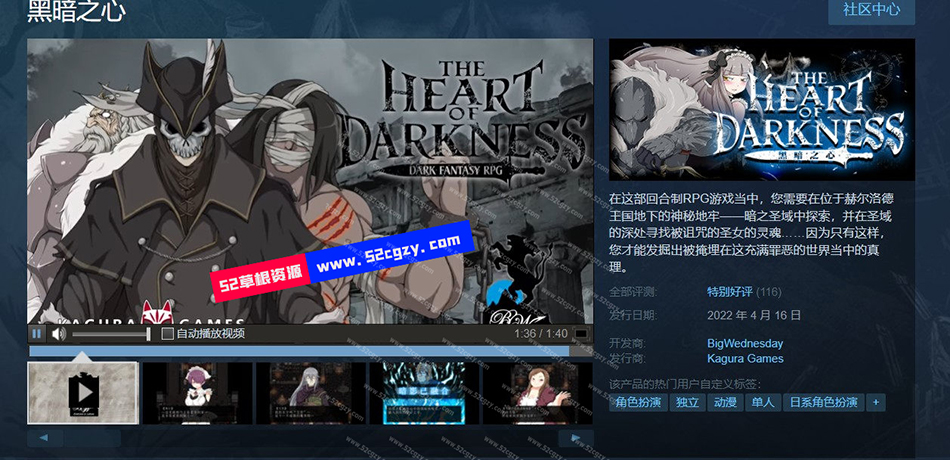 黑暗之心
社区中心
THE
HEART
OF
DARKNESS
DARK FANTASY RPG
52草根资源
www.52cgzy.com
KAGURA GAMES
自动播放视频
1:36 / 1:40
THE
HEART
OF
DARKNESS
黑暗之心
在这部回合制RPG游戏当中，您需要在位于赫尔洛德
王国地下的神秘地牢——暗之圣域中探索，并在圣域
的深处寻找被诅咒的圣女的灵魂……因为只有这样，
您才能发掘出被掩埋在这充满罪恶的世界当中的真
理。
全部评测:
特别好评 (116)
发行日期:
2022 年 4 月 16 日
开发商:
BigWednesday
发行商:
Kagura Games
该产品的热门用户自定义标签:
角色扮演 独立 动漫 单人 日系角色扮演 +